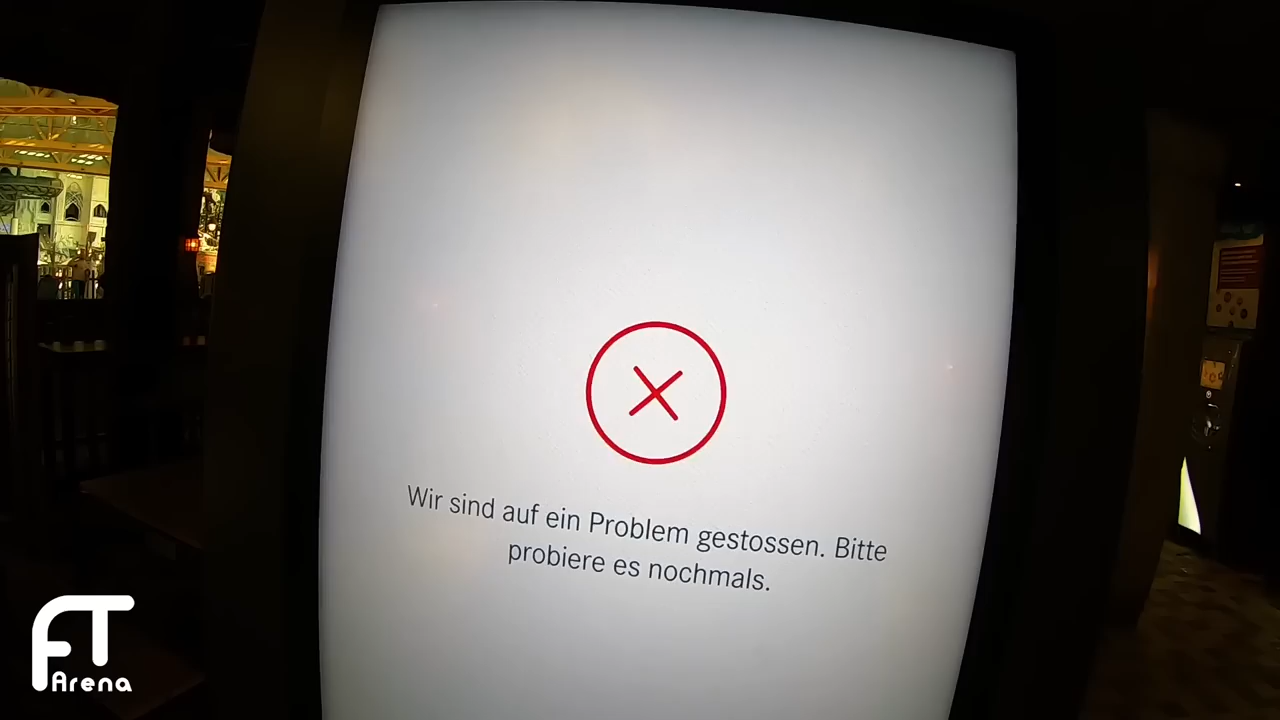 Wir sind auf ein Problem gestossen. Bitte
probiere es nochmals.
FT
Arena